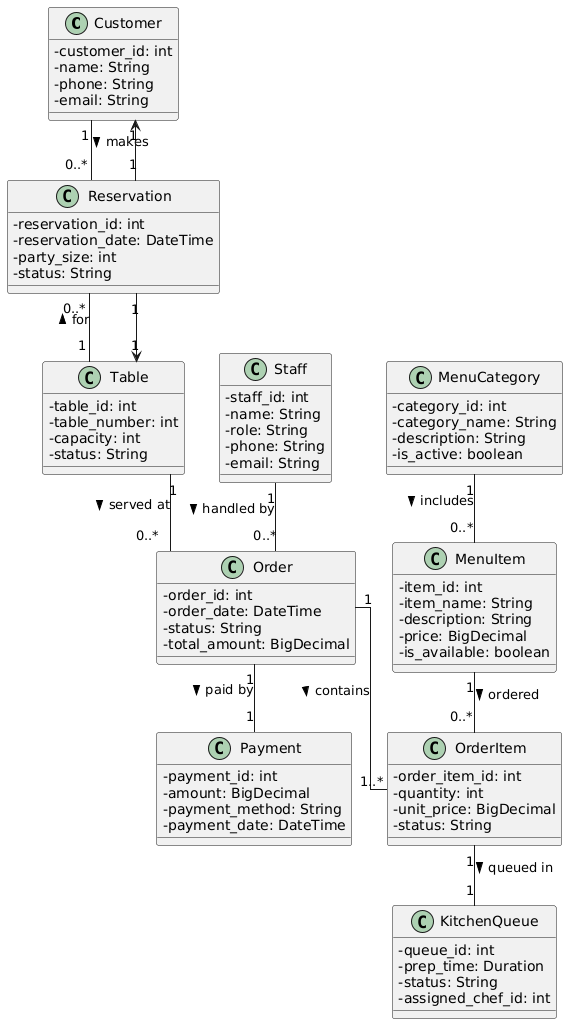 C Customer
-customer_id: int
-name: String
-phone: String
-email: String
1
1
makes
0..*
1
C Reservation
-reservation_id: int
-reservation_date: DateTime
-party_size: int
-status: String
0..*
1
for
1
1
C Table
-table_id: int
-table_number: int
-capacity: int
-status: String
C Staff
-staff_id: int
-name: String
-role: String
-phone: String
-email: String
C MenuCategory
-category_id: int
-category_name: String
-description: String
-is_active: boolean
1
served at
0..*
1
handled by
0..*
1
includes
0..*
C Order
-order_id: int
-order_date: DateTime
-status: String
-total_amount: BigDecimal
C MenuItem
-item_id: int
-item_name: String
-description: String
-price: BigDecimal
-is_available: boolean
1
paid by
1
1
contains
1..*
1
ordered
0..*
C Payment
-payment_id: int
-amount: BigDecimal
-payment_method: String
-payment_date: DateTime
C OrderItem
-order_item_id: int
-quantity: int
-unit_price: BigDecimal
-status: String
1
queued in
1
C KitchenQueue
-queue_id: int
-prep_time: Duration
-status: String
-assigned_chef_id: int